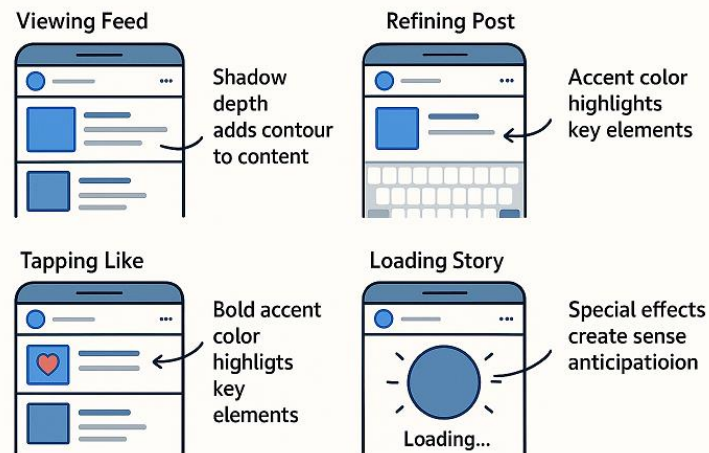 Viewing Feed
Shadow
depth
adds contour
to content
Refining Post
Accent color
highlights
key elements
Tapping Like
Bold accent
color
highligts
key
elements
Loading Story
Special effects
create sense
anticipatioion
Loading...